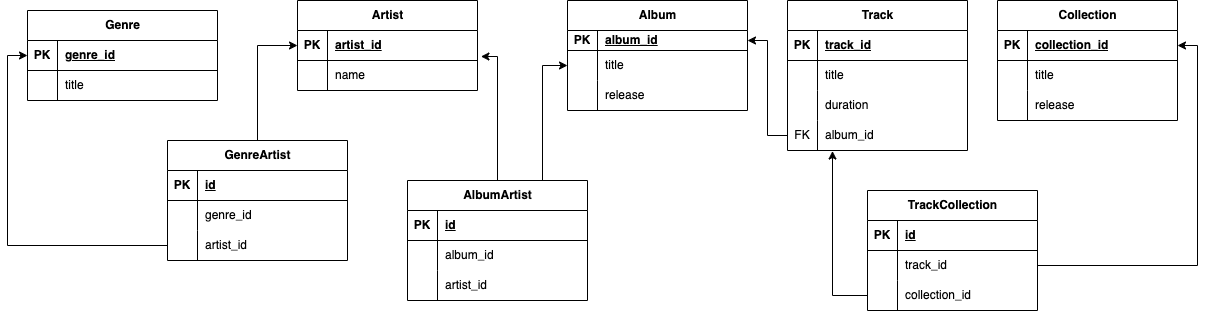 Genre
PK genre_id
title
Artist
PK artist_id
name
Album
PK album_id
title
release
Track
PK track_id
title
duration
FK album_id
Collection
PK collection_id
title
release
GenreArtist
PK id
genre_id
artist_id
AlbumArtist
PK id
album_id
artist_id
TrackCollection
PK id
track_id
collection_id